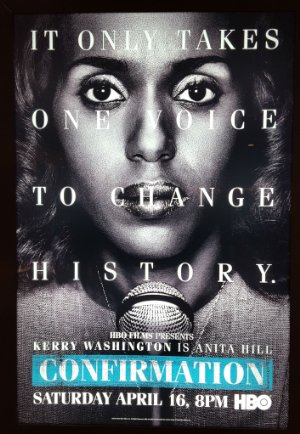 IT ONLY TAKES
ONE VOICE
TO CHANGE
HISTORY.
HBO FILMS PRESENTS
KERRY WASHINGTON IS ANITA HILL
CONFIRMATION
SATURDAY APRIL 16, 8PM HBO